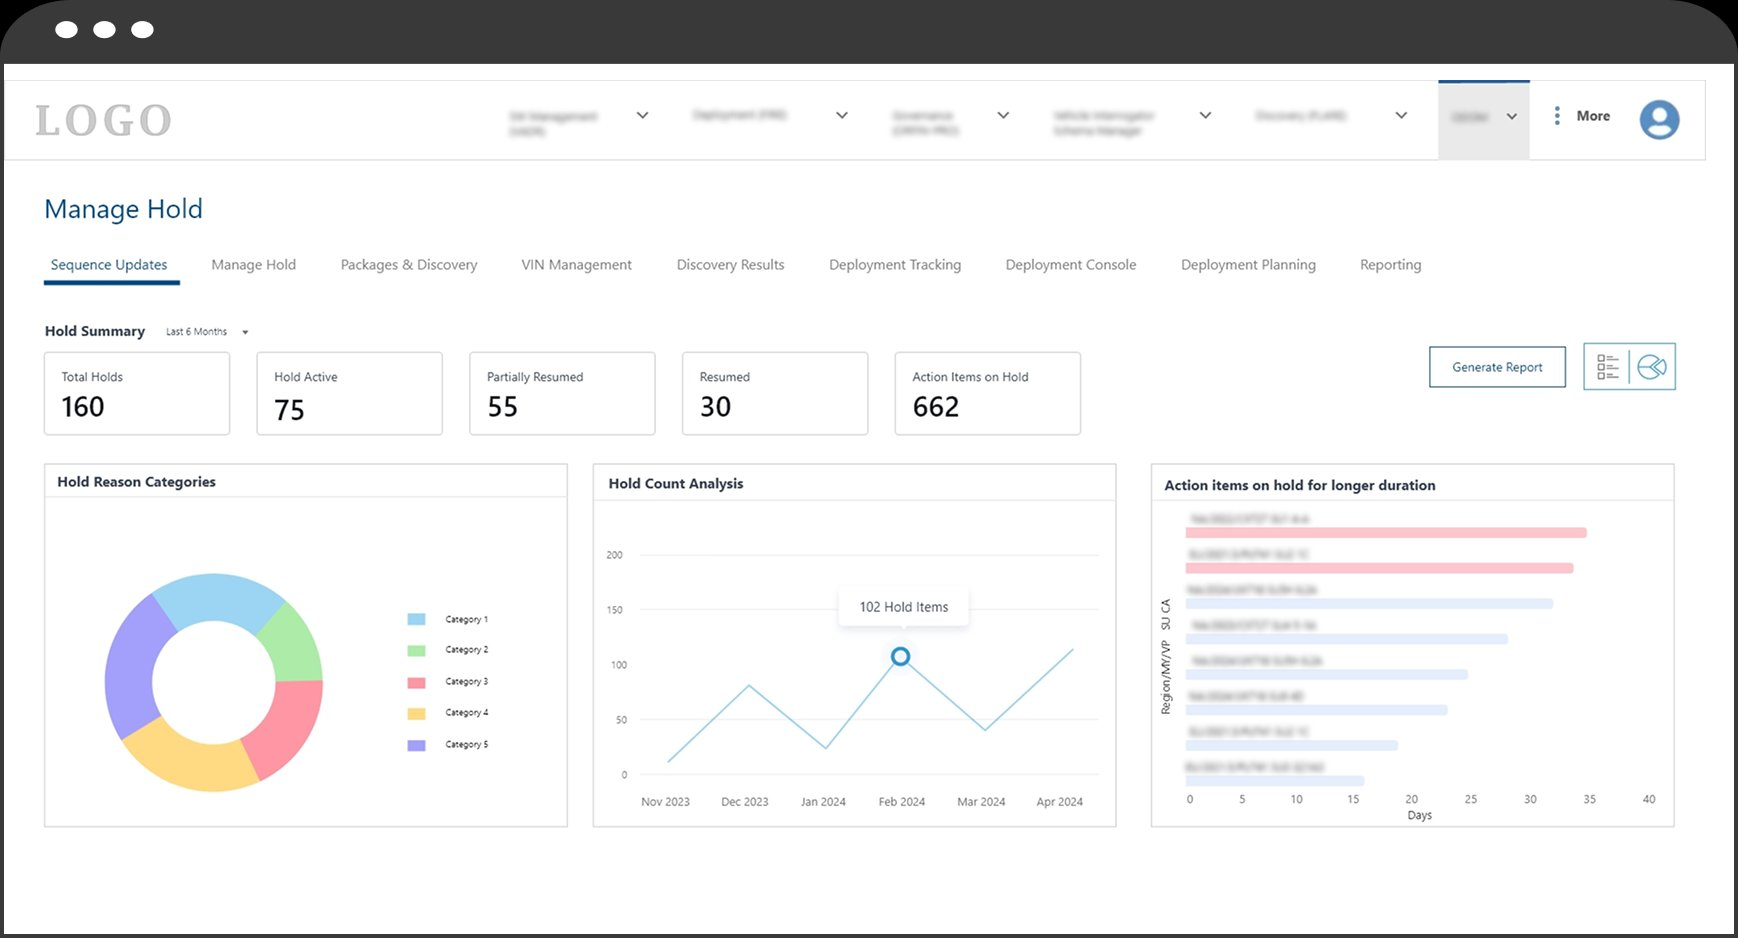 LOGO
More
Manage Hold
Sequence Updates Manage Hold Packages & Discovery VIN Management Discovery Results Deployment Tracking Deployment Console Deployment Planning Reporting
Hold Summary Last 6 Months
Generate Report
Total Holds
160
Hold Active
75
Partially Resumed
55
Resumed
30
Action Items on Hold
662
Hold Reason Categories
Category 1
Category 2
Category 3
Category 4
Category 5
Hold Count Analysis
200
150
100
50
0
102 Hold Items
Nov 2023 Dec 2023 Jan 2024 Feb 2024 Mar 2024 Apr 2024
Action items on hold for longer duration
Region/MY/VP SU CA
0 5 10 15 20 25 30 35 40
Days